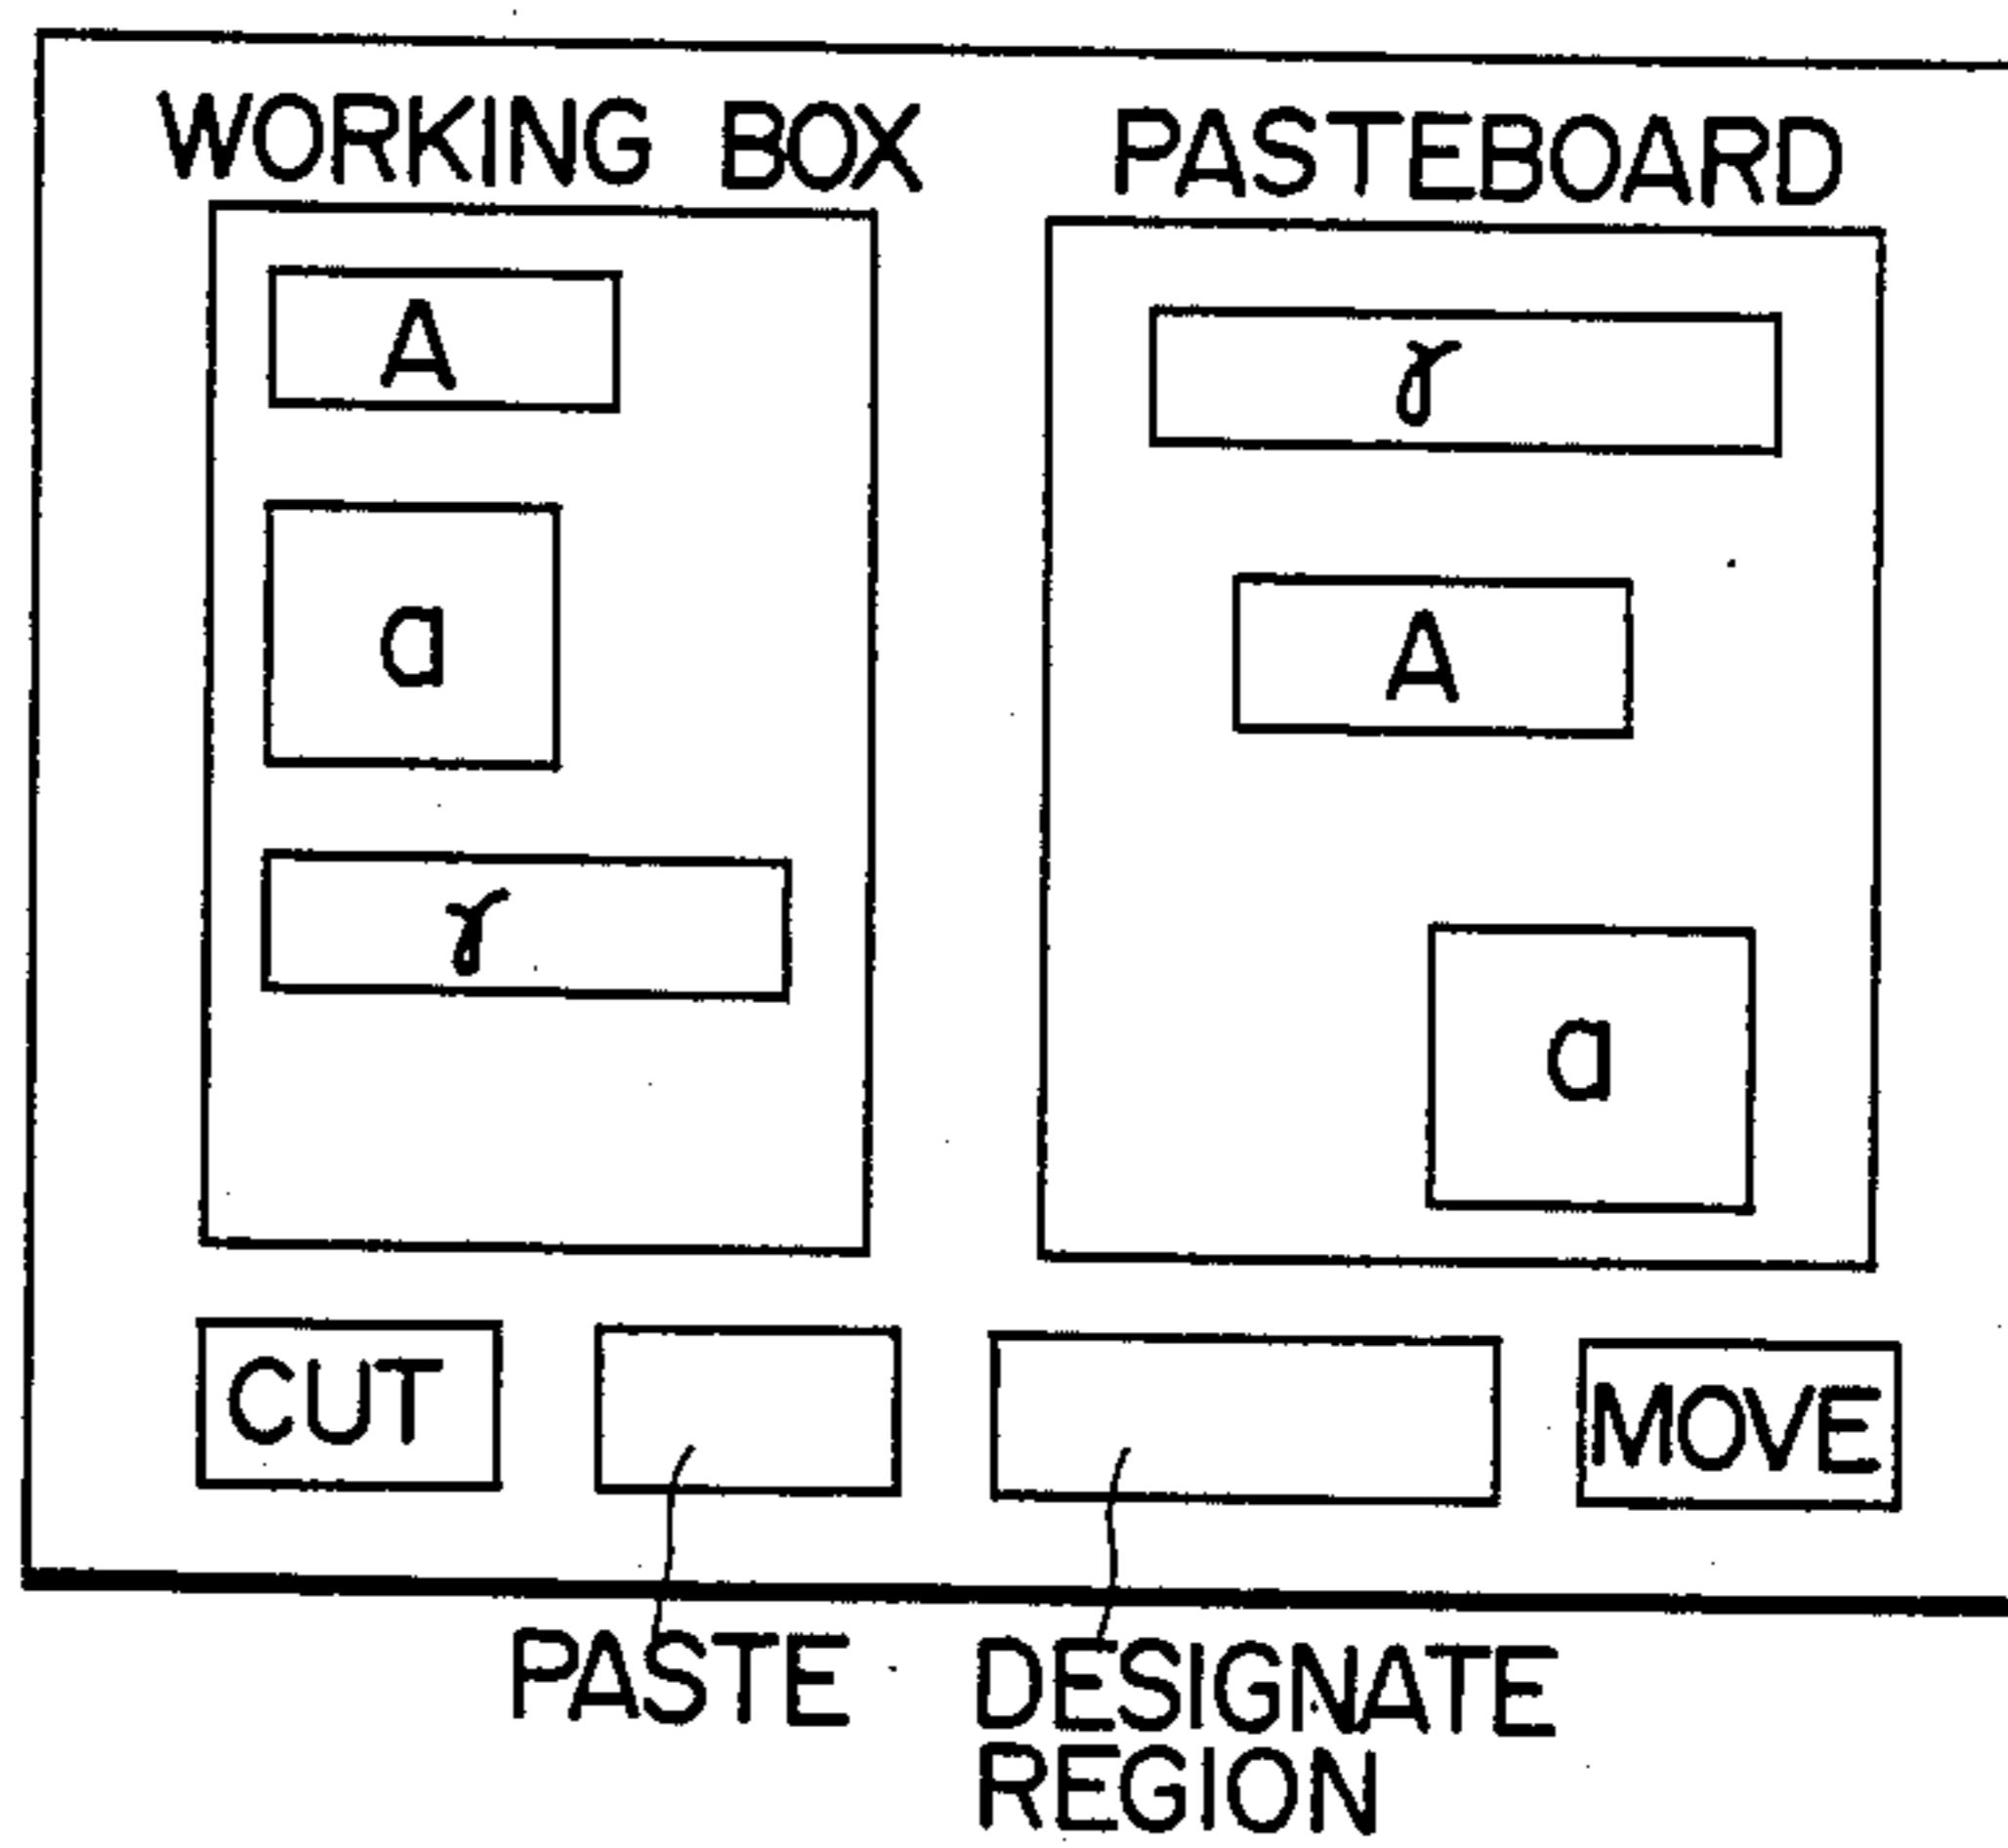 WORKING BOX
PASTEBOARD
A
a
γ
γ
A
a
CUT
MOVE
PASTE
DESIGNATE
REGION